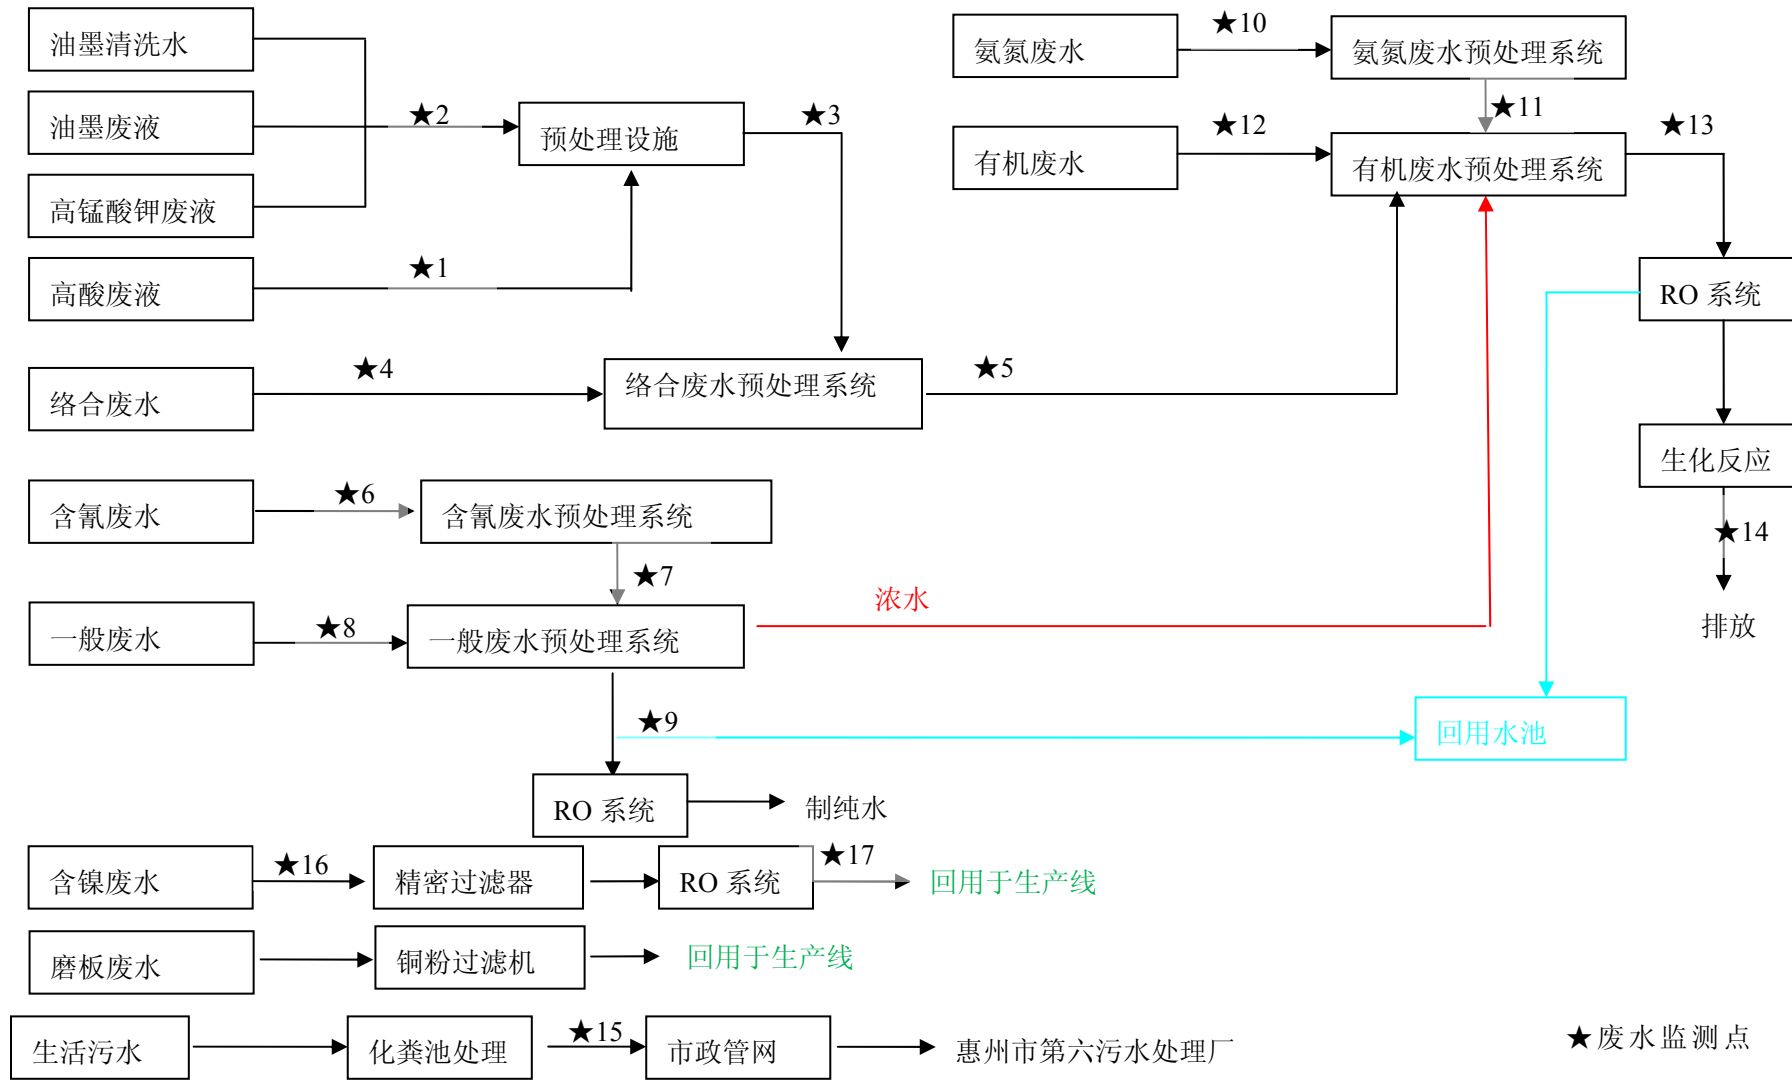 油墨清洗水
★10
氨氮废水
氨氮废水预处理系统
油墨废液
★2
预处理设施
★3
★11
★12
★13
有机废水
有机废水预处理系统
高锰酸钾废液
高酸废液
★1
RO 系统
络合废水
★4
络合废水预处理系统
★5
生化反应
含氰废水
★6
含氰废水预处理系统
★14
★7
浓水
排放
一般废水
★8
一般废水预处理系统
★9
回用水池
RO 系统
制纯水
含镍废水
★16
精密过滤器
RO 系统
★17
回用于生产线
磨板废水
铜粉过滤机
回用于生产线
生活污水
化粪池处理
★15
市政管网
惠州市第六污水处理厂
★废水监测点